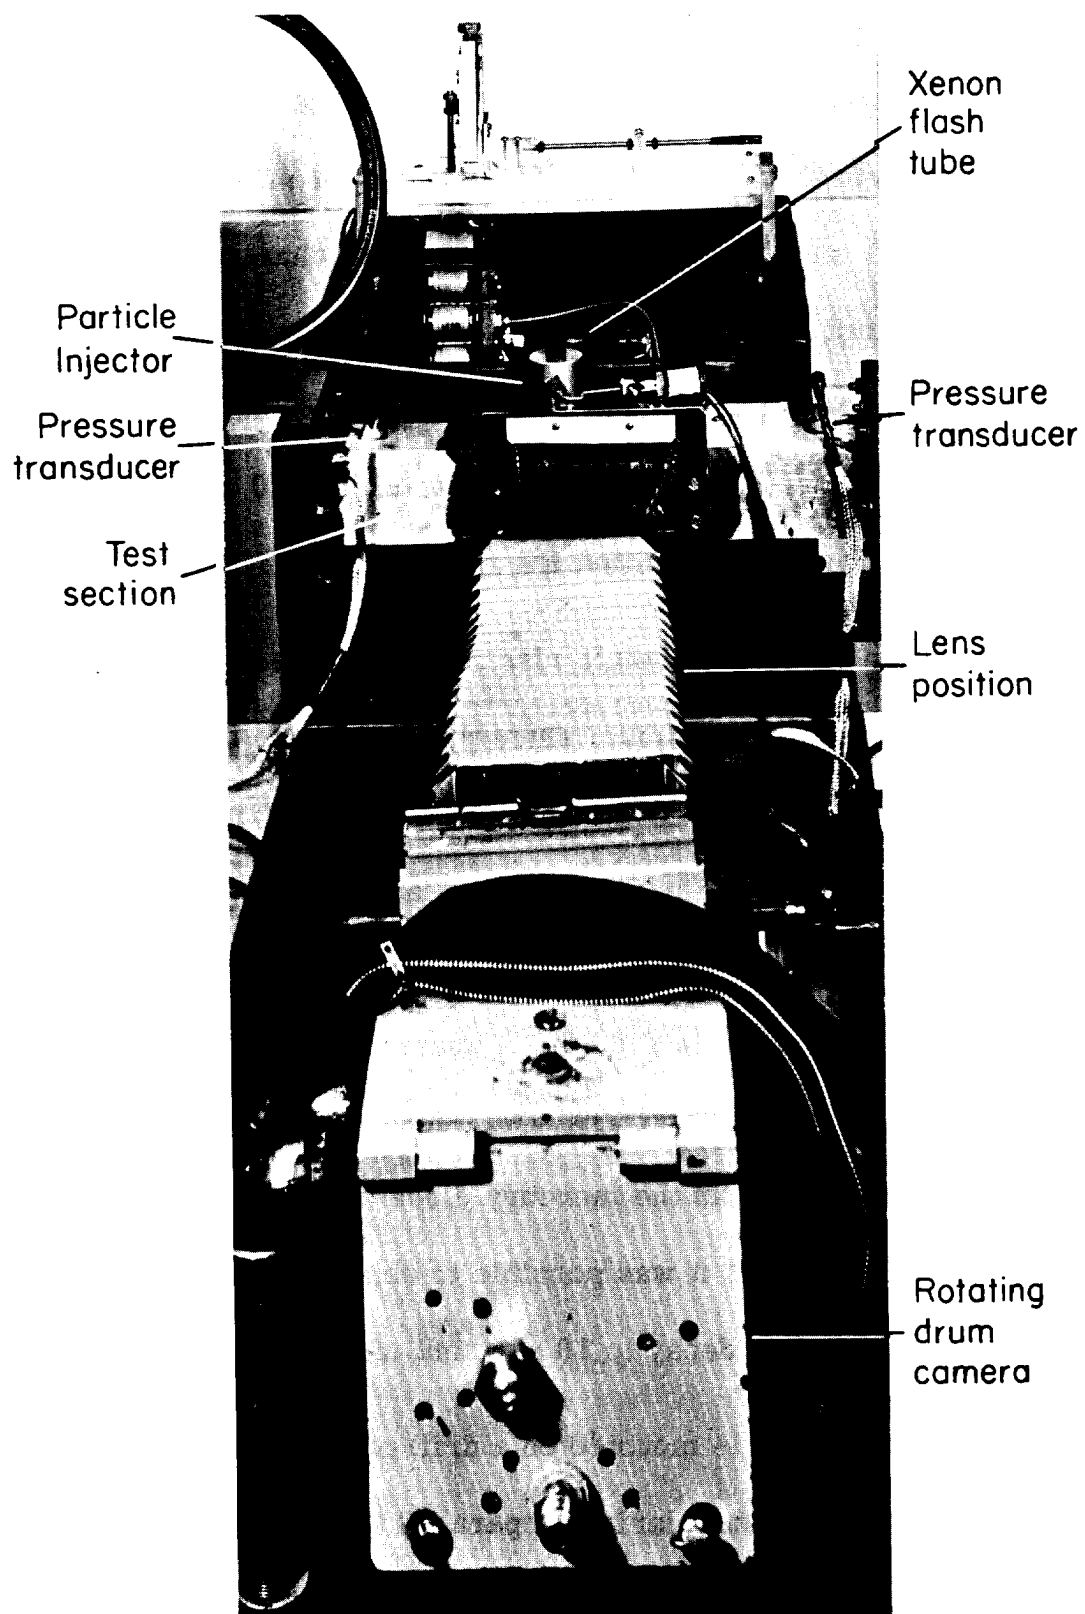 Xenon
flash
tube
Particle
Injector
Pressure
transducer
Pressure
transducer
Test
section
Lens
position
Rotating
drum
camera